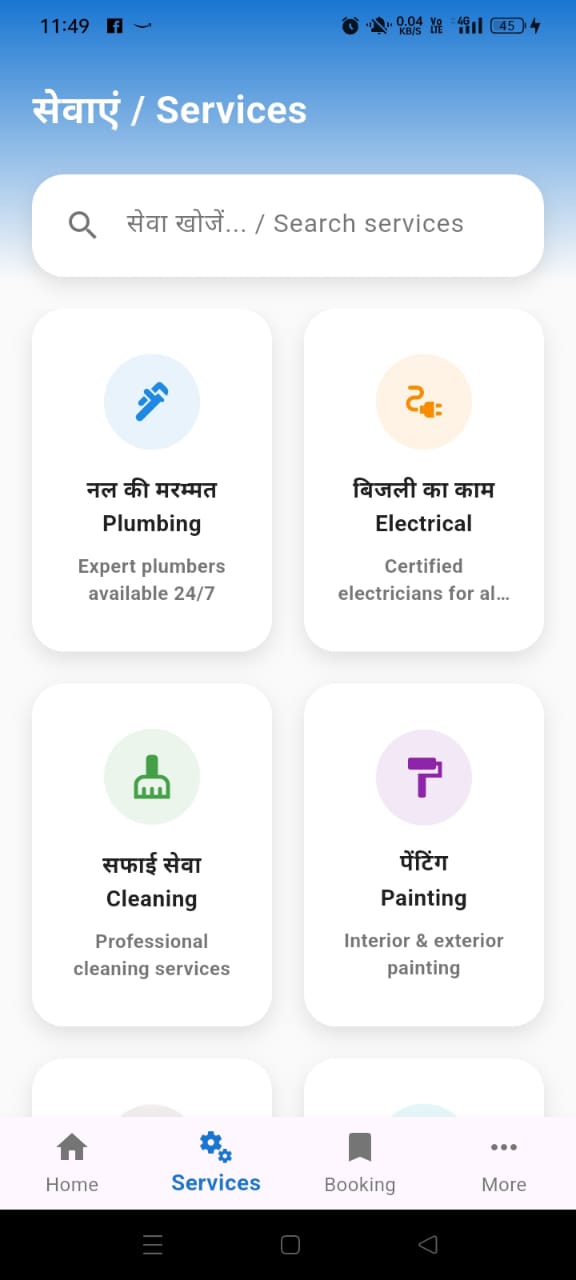 11:49
0.04 KB/S
Vo LTE
4G
45
सेवाएं / Services
सेवा खोजें... / Search services
नल की मरम्मत
Plumbing
Expert plumbers
available 24/7
बिजली का काम
Electrical
Certified
electricians for al...
सफाई सेवा
Cleaning
Professional
cleaning services
पेंटिंग
Painting
Interior & exterior
painting
Home
Services
Booking
More